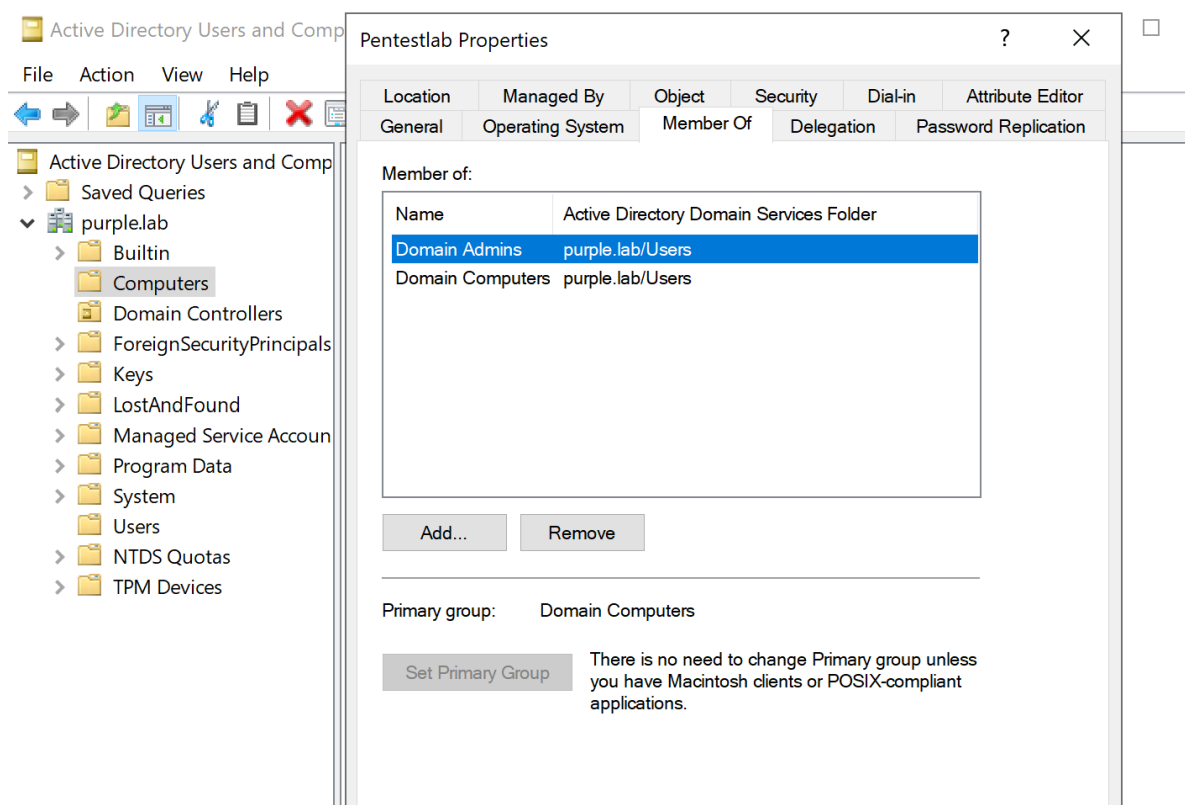 Active Directory Users and Comp
File Action View Help
Active Directory Users and Comp
Saved Queries
purple.lab
Builtin
Computers
Domain Controllers
ForeignSecurityPrincipals
Keys
LostAndFound
Managed Service Accoun
Program Data
System
Users
NTDS Quotas
TPM Devices
Pentestlab Properties ?
Location Managed By Object Security Dial-in Attribute Editor
General Operating System Member Of Delegation Password Replication
Member of:
Name Active Directory Domain Services Folder
Domain Admins purple.lab/Users
Domain Computers purple.lab/Users
Add... Remove
Primary group: Domain Computers
Set Primary Group
There is no need to change Primary group unless
you have Macintosh clients or POSIX-compliant
applications.